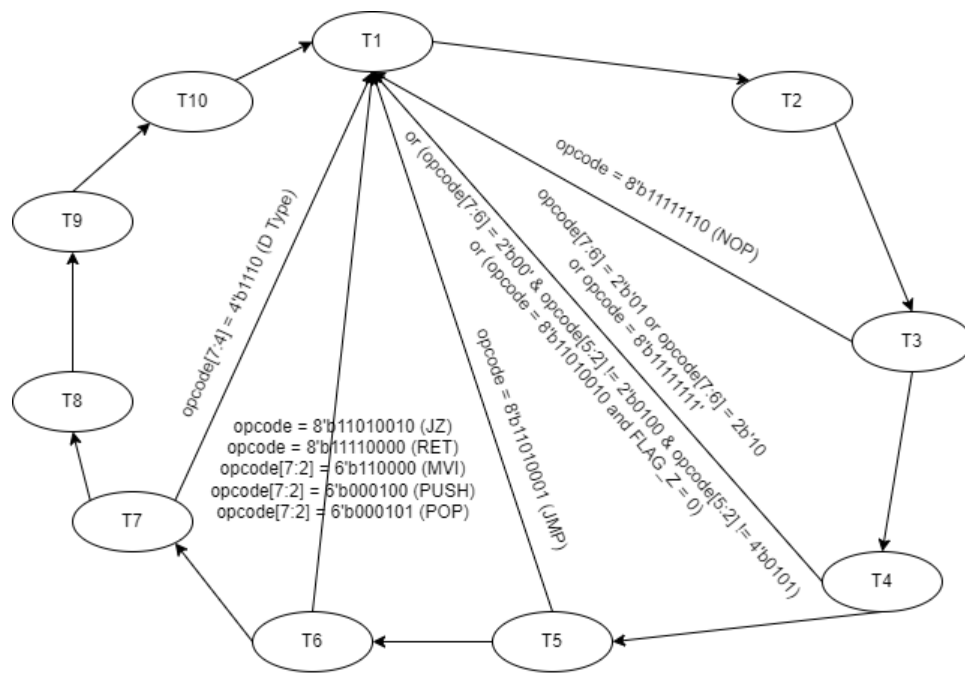 T1
T10
T2
T9
T3
T8
T7
T4
T6
T5
opcode = 8'b11111110 (NOP)
opcode[7:6] = 2'b'01 or opcode[7:6] = 2b'10
or opcode = 8'b11111111'
or (opcode[7:6] = 2'b00' & opcode[5:2] != 2'b0100 & opcode[5:2] != 4'b0101)
or (opcode = 8'b11010010 and FLAG_Z = 0)
opcode = 8'b11010001 (JMP)
opcode = 8'b11010010 (JZ)
opcode = 8'b11110000 (RET)
opcode[7:2] = 6'b110000 (MVI)
opcode[7:2] = 6'b000100 (PUSH)
opcode[7:2] = 6'b000101 (POP)
opcode[7:4] = 4'b1110 (D Type)